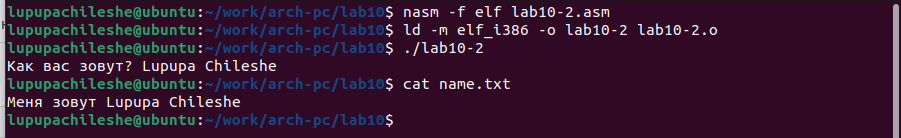 lupupachileshe@ubuntu:~/work/arch-pc/lab10$ nasm -f elf lab10-2.asm
lupupachileshe@ubuntu:~/work/arch-pc/lab10$ ld -m elf_i386 -o lab10-2 lab10-2.o
lupupachileshe@ubuntu:~/work/arch-pc/lab10$ ./lab10-2
Как вас зовут? Lupupa Chileshe
lupupachileshe@ubuntu:~/work/arch-pc/lab10$ cat name.txt
Меня зовут Lupupa Chileshe
lupupachileshe@ubuntu:~/work/arch-pc/lab10$